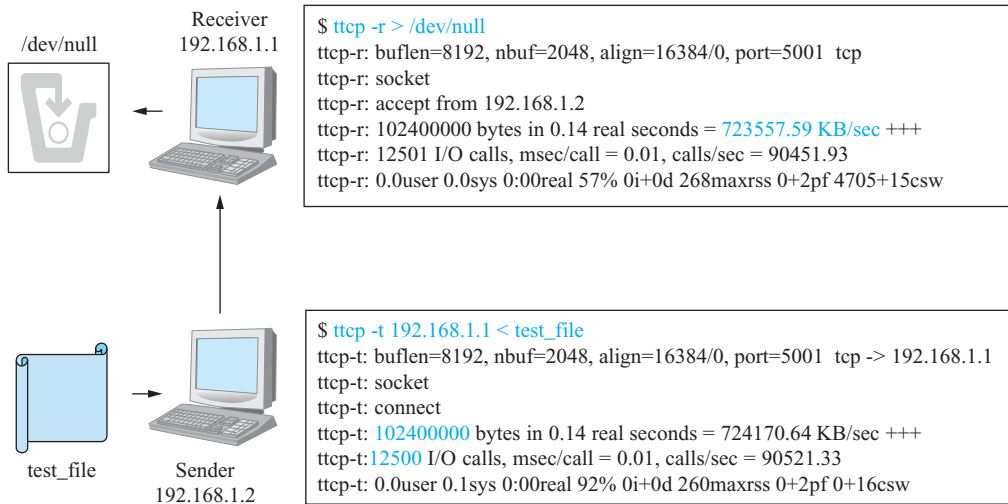 Receiver
192.168.1.1
/dev/null
$ ttcp -r > /dev/null
ttcp-r: buflen=8192, nbuf=2048, align=16384/0, port=5001 tcp
ttcp-r: socket
ttcp-r: accept from 192.168.1.2
ttcp-r: 102400000 bytes in 0.14 real seconds = 723557.59 KB/sec +++
ttcp-r: 12501 I/O calls, msec/call = 0.01, calls/sec = 90451.93
ttcp-r: 0.0user 0.0sys 0:00real 57% 0i+0d 268maxrss 0+2pf 4705+15csw
$ ttcp -t 192.168.1.1 < test_file
ttcp-t: buflen=8192, nbuf=2048, align=16384/0, port=5001 tcp -> 192.168.1.1
ttcp-t: socket
ttcp-t: connect
ttcp-t: 102400000 bytes in 0.14 real seconds = 724170.64 KB/sec +++
ttcp-t:12500 I/O calls, msec/call = 0.01, calls/sec = 90521.33
ttcp-t: 0.0user 0.1sys 0:00real 92% 0i+0d 260maxrss 0+2pf 0+16csw
test_file
Sender
192.168.1.2